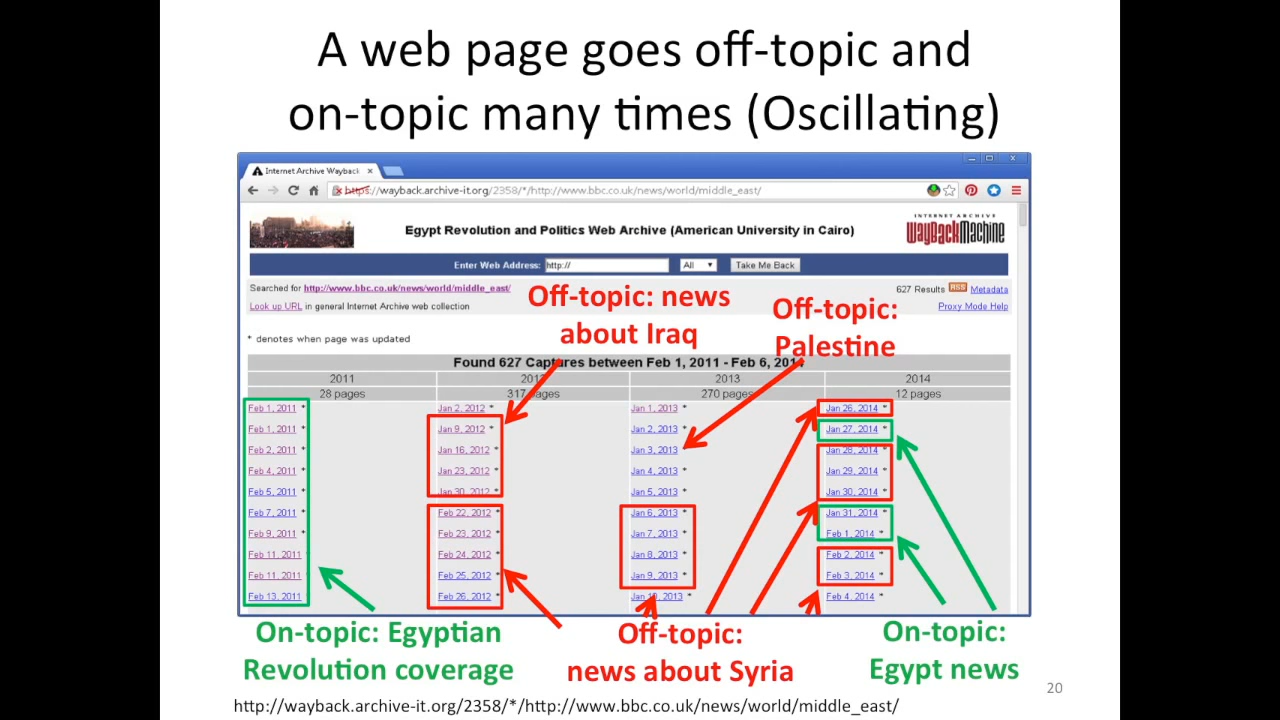 A web page goes off-topic and
on-topic many times (Oscillating)
Internet Archive Wayback
https://wayback.archive-it.org/2358/*/http://www.bbc.co.uk/news/world/middle_east/
Egypt Revolution and Politics Web Archive (American University in Cairo)
INTERNET ARCHIVE
WayBackMachine
Enter Web Address: http:// All Take Me Back
Searched for http://www.bbc.co.uk/news/world/middle_east/ 627 Results RSS Metadata
Look up URL in general Internet Archive web collection Proxy Mode Help
Off-topic: news
about Iraq
Off-topic:
Palestine
* denotes when page was updated
Found 627 Captures between Feb 1, 2011 - Feb 6, 2014
2011 2012 2013 2014
28 pages 317 pages 270 pages 12 pages
Feb 1, 2011 * Jan 2, 2012 * Jan 1, 2013 * Jan 26, 2014 *
Feb 1, 2011 * Jan 9, 2012 * Jan 2, 2013 * Jan 27, 2014 *
Feb 2, 2011 * Jan 16, 2012 * Jan 3, 2013 * Jan 28, 2014 *
Feb 4, 2011 * Jan 23, 2012 * Jan 4, 2013 * Jan 29, 2014 *
Feb 5, 2011 * Jan 30, 2012 * Jan 5, 2013 * Jan 30, 2014 *
Feb 7, 2011 * Feb 22, 2012 * Jan 6, 2013 * Jan 31, 2014 *
Feb 9, 2011 * Feb 23, 2012 * Jan 7, 2013 * Feb 1, 2014 *
Feb 11, 2011 Feb 24, 2012 * Jan 8, 2013 * Feb 2, 2014 *
Feb 11, 2011 Feb 25, 2012 * Jan 9, 2013 * Feb 3, 2014 *
Feb 13, 2011 Feb 26, 2012 * Jan 10, 2013 * Feb 4, 2014 *
On-topic: Egyptian
Revolution coverage
Off-topic:
news about Syria
On-topic:
Egypt news
20
http://wayback.archive-it.org/2358/*/http://www.bbc.co.uk/news/world/middle_east/